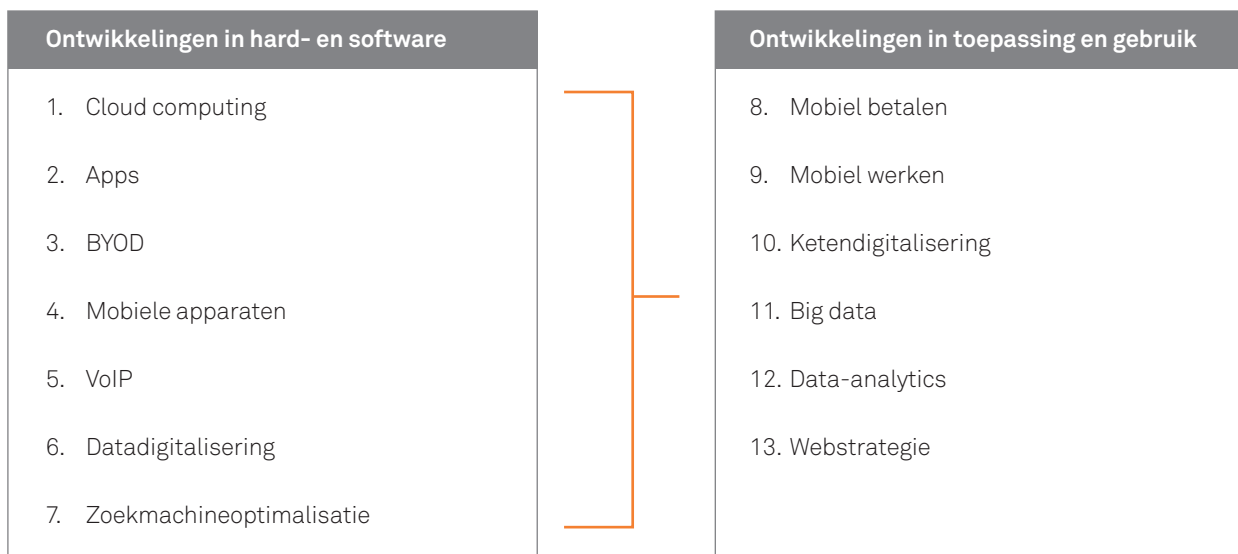 Ontwikkelingen in hard- en software
1. Cloud computing
2. Apps
3. BYOD
4. Mobiele apparaten
5. VoIP
6. Datadigitalisering
7. Zoekmachineoptimalisatie
Ontwikkelingen in toepassing en gebruik
8. Mobiel betalen
9. Mobiel werken
10. Ketendigitalisering
11. Big data
12. Data-analytics
13. Webstrategie